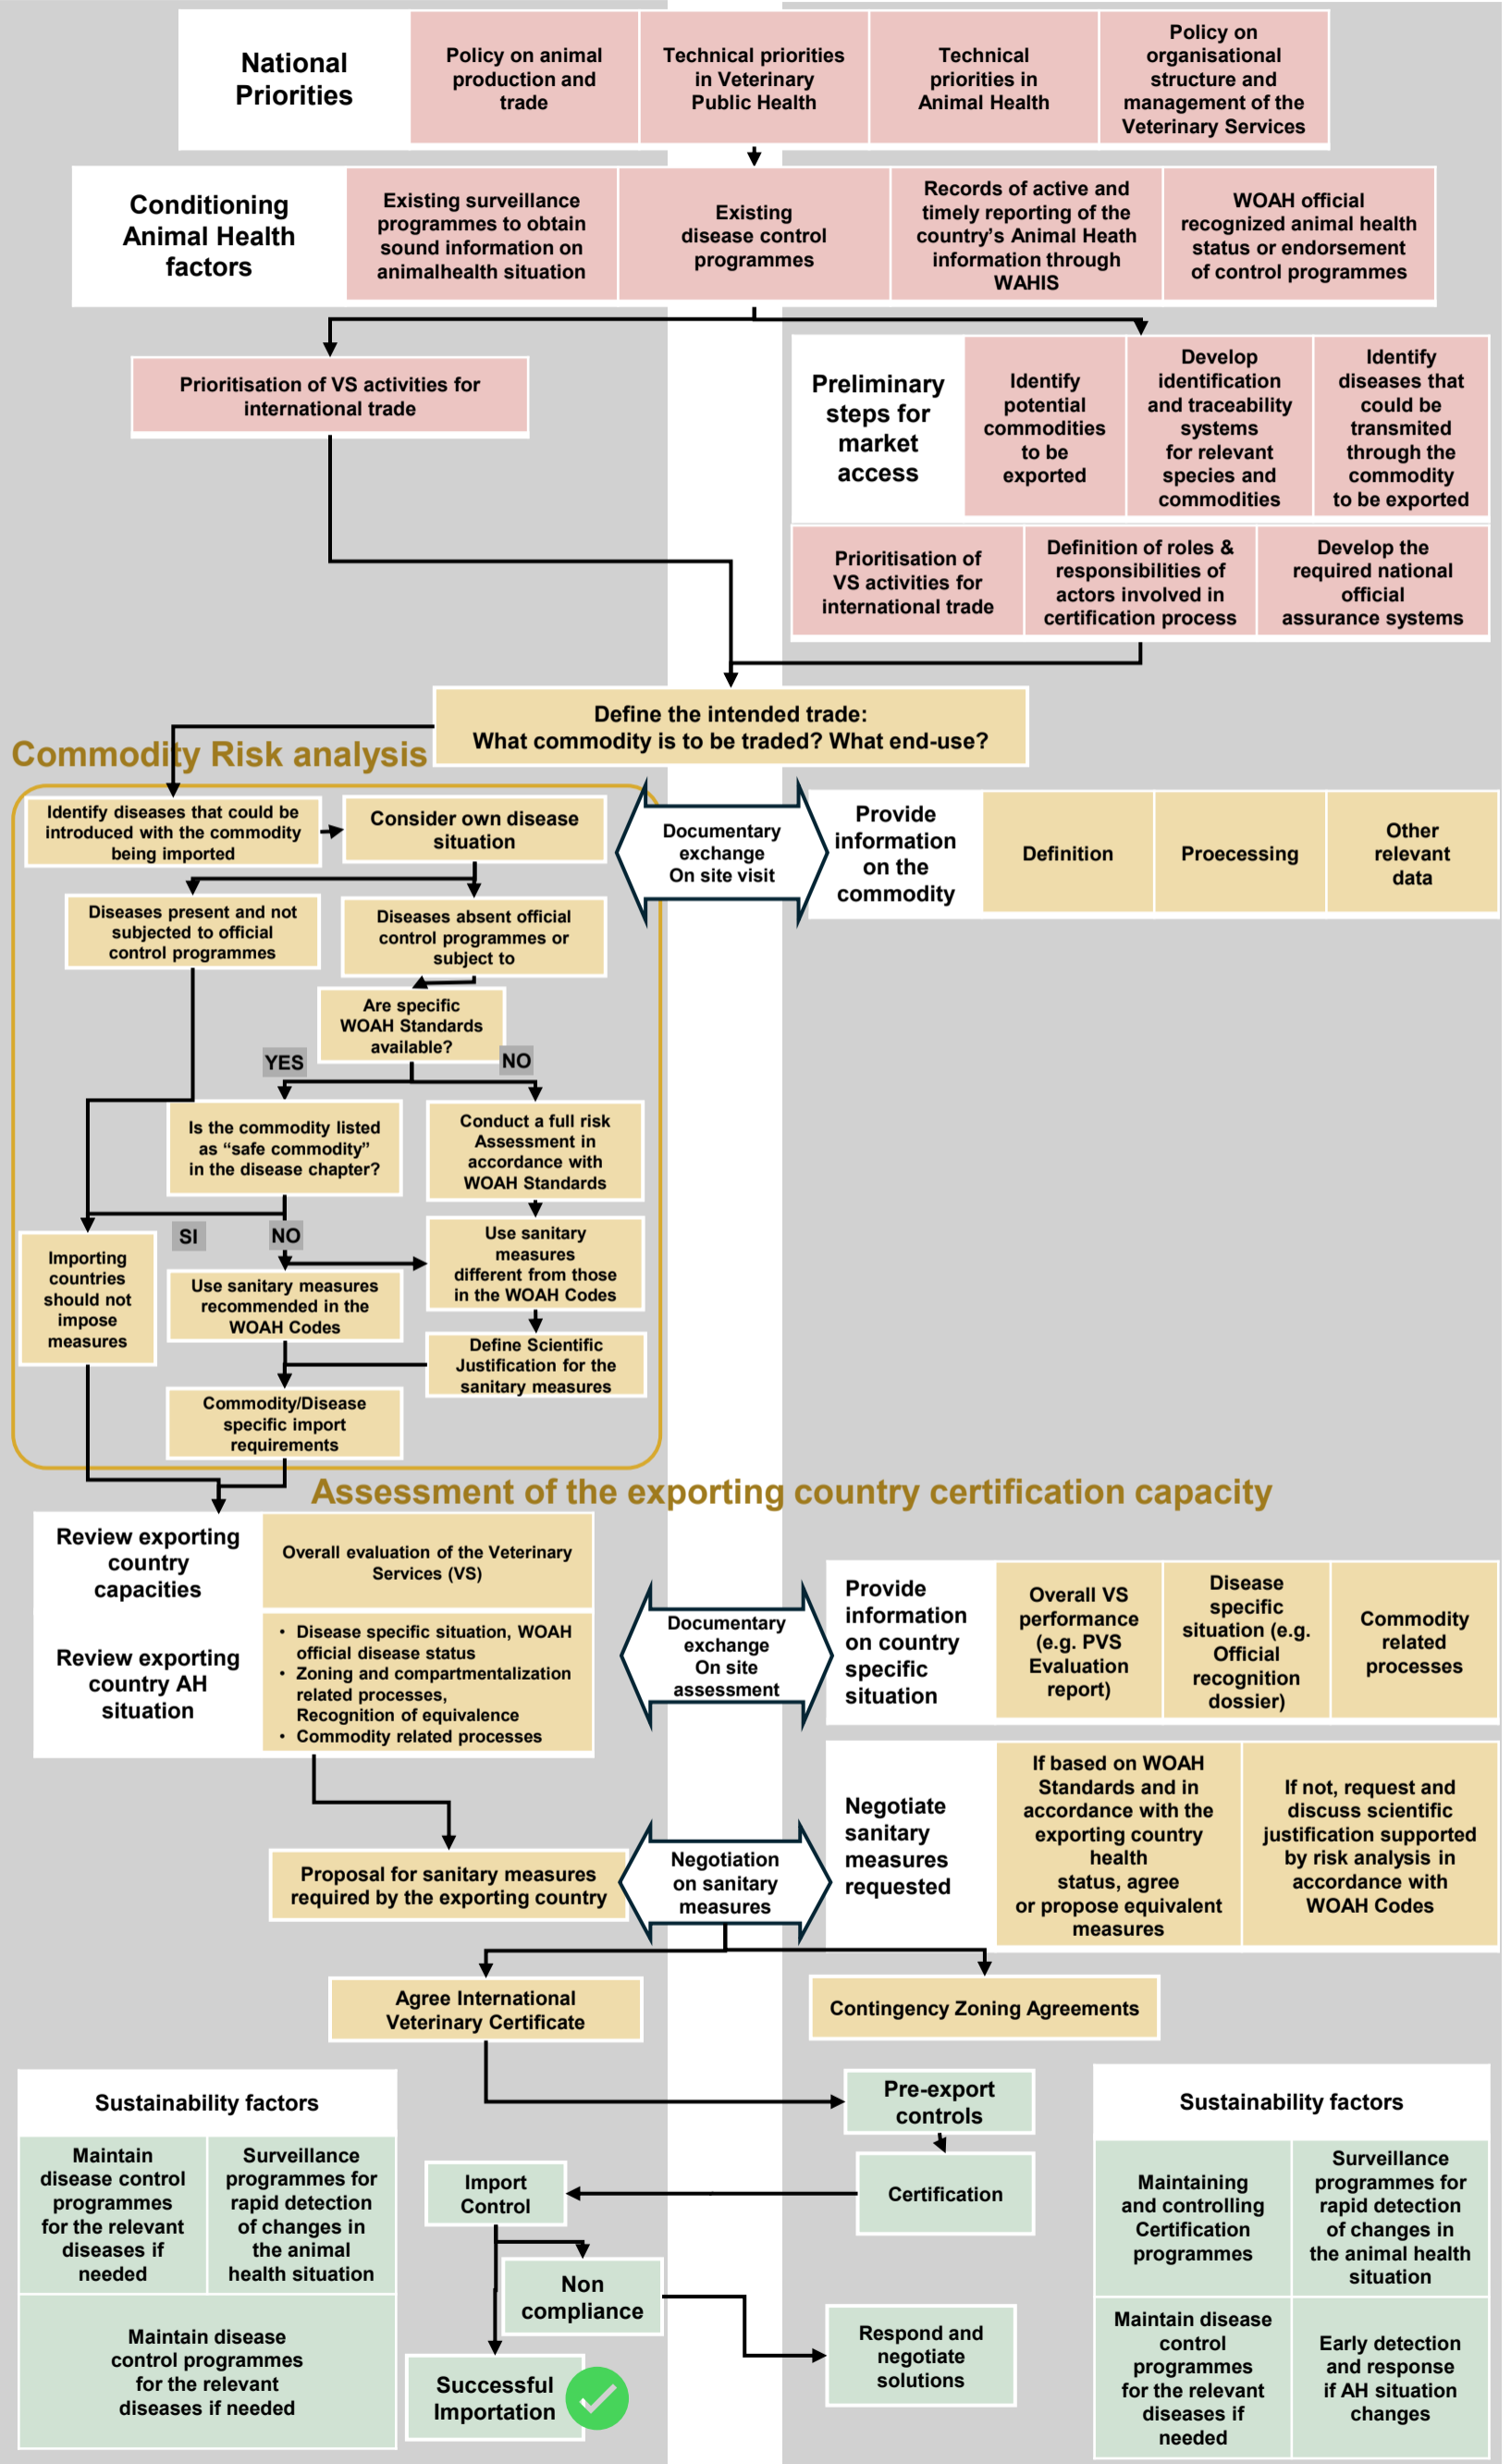 National
Priorities
Policy on animal
production and
trade
Technical priorities
in Veterinary
Public Health
Technical
priorities in
Animal Health
Policy on
organisational
structure and
management of the
Veterinary Services
Conditioning
Animal Health
factors
Existing surveillance
programmes to obtain
sound information on
animalhealth situation
Existing
disease control
programmes
Records of active and
timely reporting of the
country's Animal Heath
information through
WAHIS
WOAH official
recognized animal health
status or endorsement
of control programmes
Prioritisation of VS activities for
international trade
Preliminary
steps for
market
access
Identify
potential
commodities
to be
exported
Develop
identification
and traceability
systems
for relevant
species and
commodities
Identify
diseases that
could be
transmited
through the
commodity
to be exported
Prioritisation of
VS activities for
international trade
Definition of roles &
responsibilities of
actors involved in
certification process
Develop the
required national
official
assurance systems
Define the intended trade:
What commodity is to be traded? What end-use?
Commodity Risk analysis
Identify diseases that could be
introduced with the commodity
being imported
Consider own disease
situation
Documentary
exchange
On site visit
Provide
information
on the
commodity
Definition
Proecessing
Other
relevant
data
Diseases present and not
subjected to official
control programmes
Diseases absent official
control programmes or
subject to
Are specific
WOAH Standards
available?
YES
NO
Is the commodity listed
as “safe commodity”
in the disease chapter?
Conduct a full risk
Assessment in
accordance with
WOAH Standards
SI
NO
Importing
countries
should not
impose
measures
Use sanitary measures
recommended in the
WOAH Codes
Use sanitary
measures
different from those
in the WOAH Codes
Define Scientific
Justification for the
sanitary measures
Commodity/Disease
specific import
requirements
Assessment of the exporting country certification capacity
Review exporting
country
capacities
Overall evaluation of the Veterinary
Services (VS)
Review exporting
country AH
situation
• Disease specific situation, WOAH
official disease status
• Zoning and compartmentalization
related processes,
Recognition of equivalence
• Commodity related processes
Documentary
exchange
On site
assessment
Provide
information
on country
specific
situation
Overall VS
performance
(e.g. PVS
Evaluation
report)
Disease
specific
situation (e.g.
Official
recognition
dossier)
Commodity
related
processes
Proposal for sanitary measures
required by the exporting country
Negotiation
on sanitary
measures
Negotiate
sanitary
measures
requested
If based on WOAH
Standards and in
accordance with the
exporting country
health
status, agree
or propose equivalent
measures
If not, request and
discuss scientific
justification supported
by risk analysis in
accordance with
WOAH Codes
Agree International
Veterinary Certificate
Contingency Zoning Agreements
Sustainability factors
Maintain
disease control
programmes
for the relevant
diseases if
needed
Surveillance
programmes for
rapid detection
of changes in
the animal
health situation
Maintain disease
control programmes
for the relevant
diseases if needed
Pre-export
controls
Certification
Import
Control
Non
compliance
Successful
Importation
Respond and
negotiate
solutions
Sustainability factors
Maintaining
and controlling
Certification
programmes
Surveillance
programmes for
rapid detection
of changes in
the animal health
situation
Maintain disease
control
programmes
for the relevant
diseases if
needed
Early detection
and response
if AH situation
changes